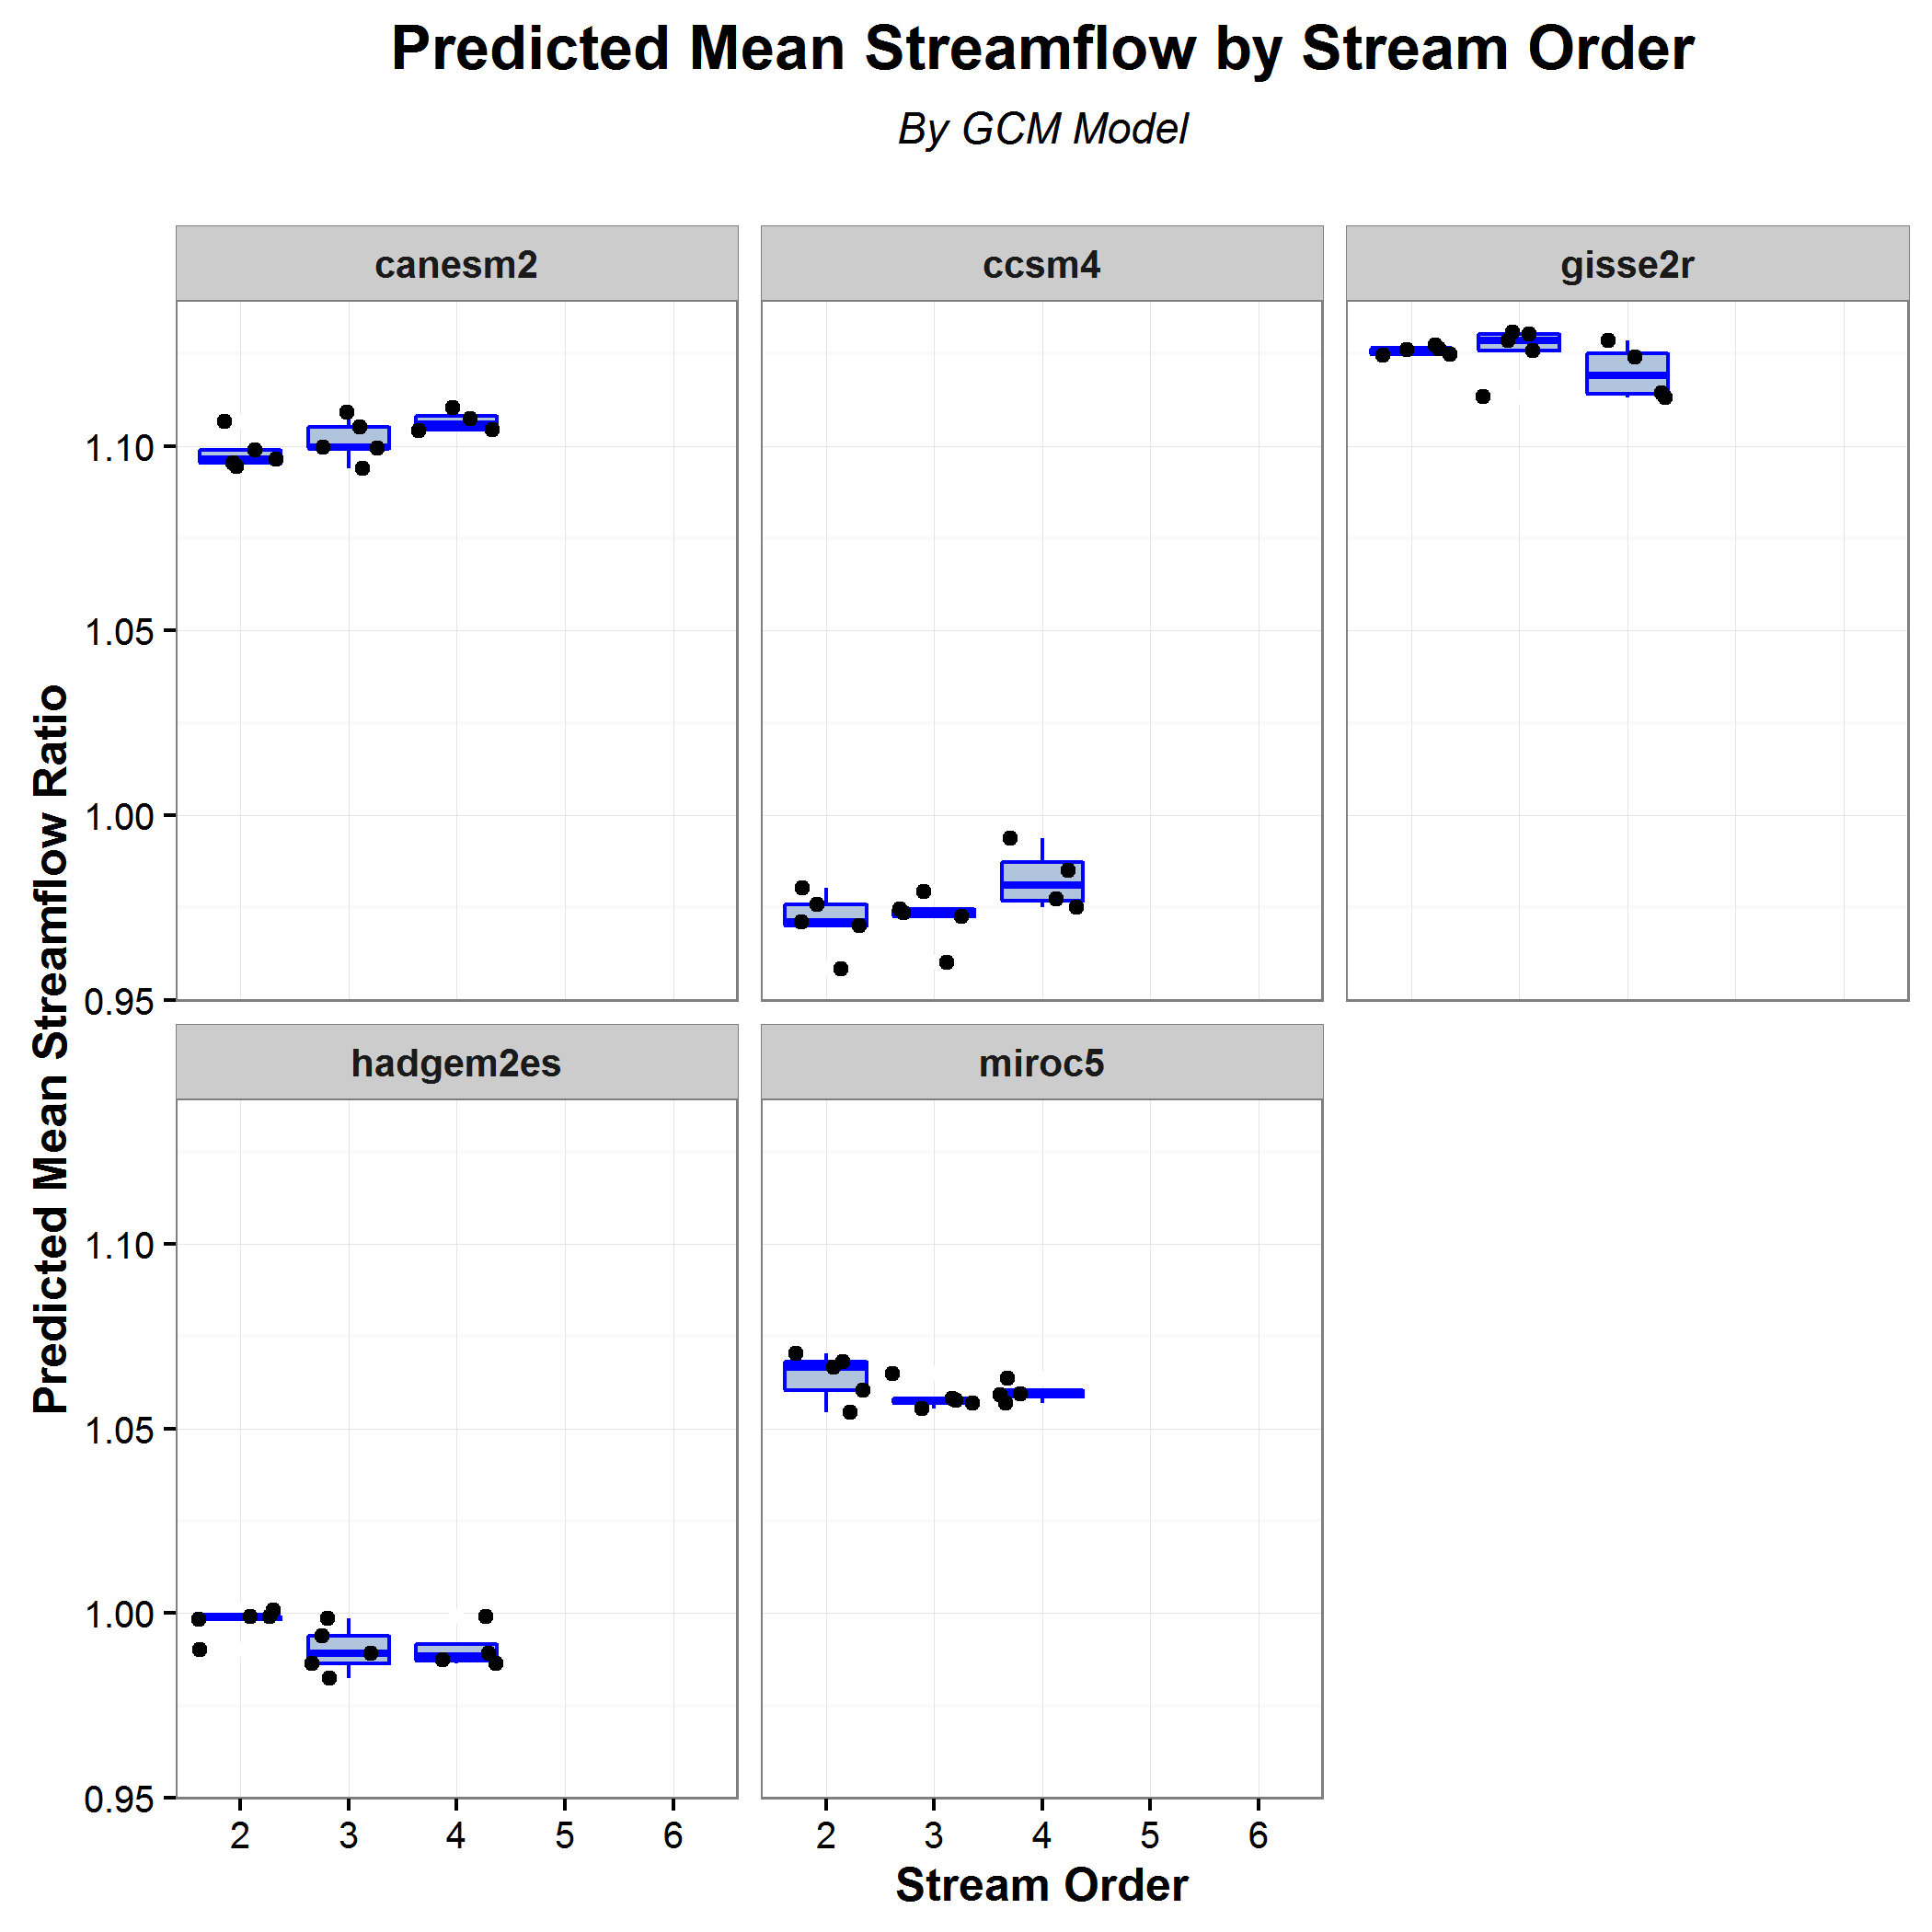 Predicted Mean Streamflow by Stream Order
By GCM Model
canesm2
ccsm4
gisse2r
1.10
1.05
1.00
0.95
Predicted Mean Streamflow Ratio
hadgem2es
miroc5
1.10
1.05
1.00
0.95
2 3 4 5 6
2 3 4 5 6
Stream Order